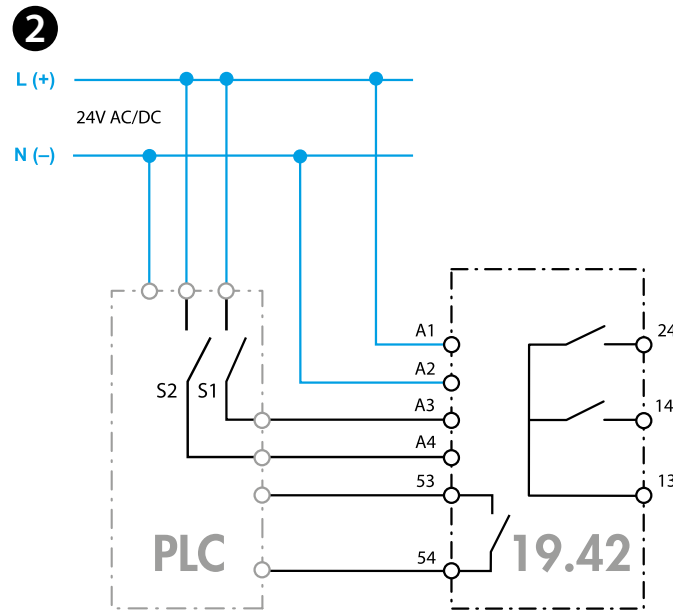 2
L (+)
24V AC/DC
N (–)
A1
24
A2
S2 S1
A3
14
A4
53
13
PLC
54
19.42